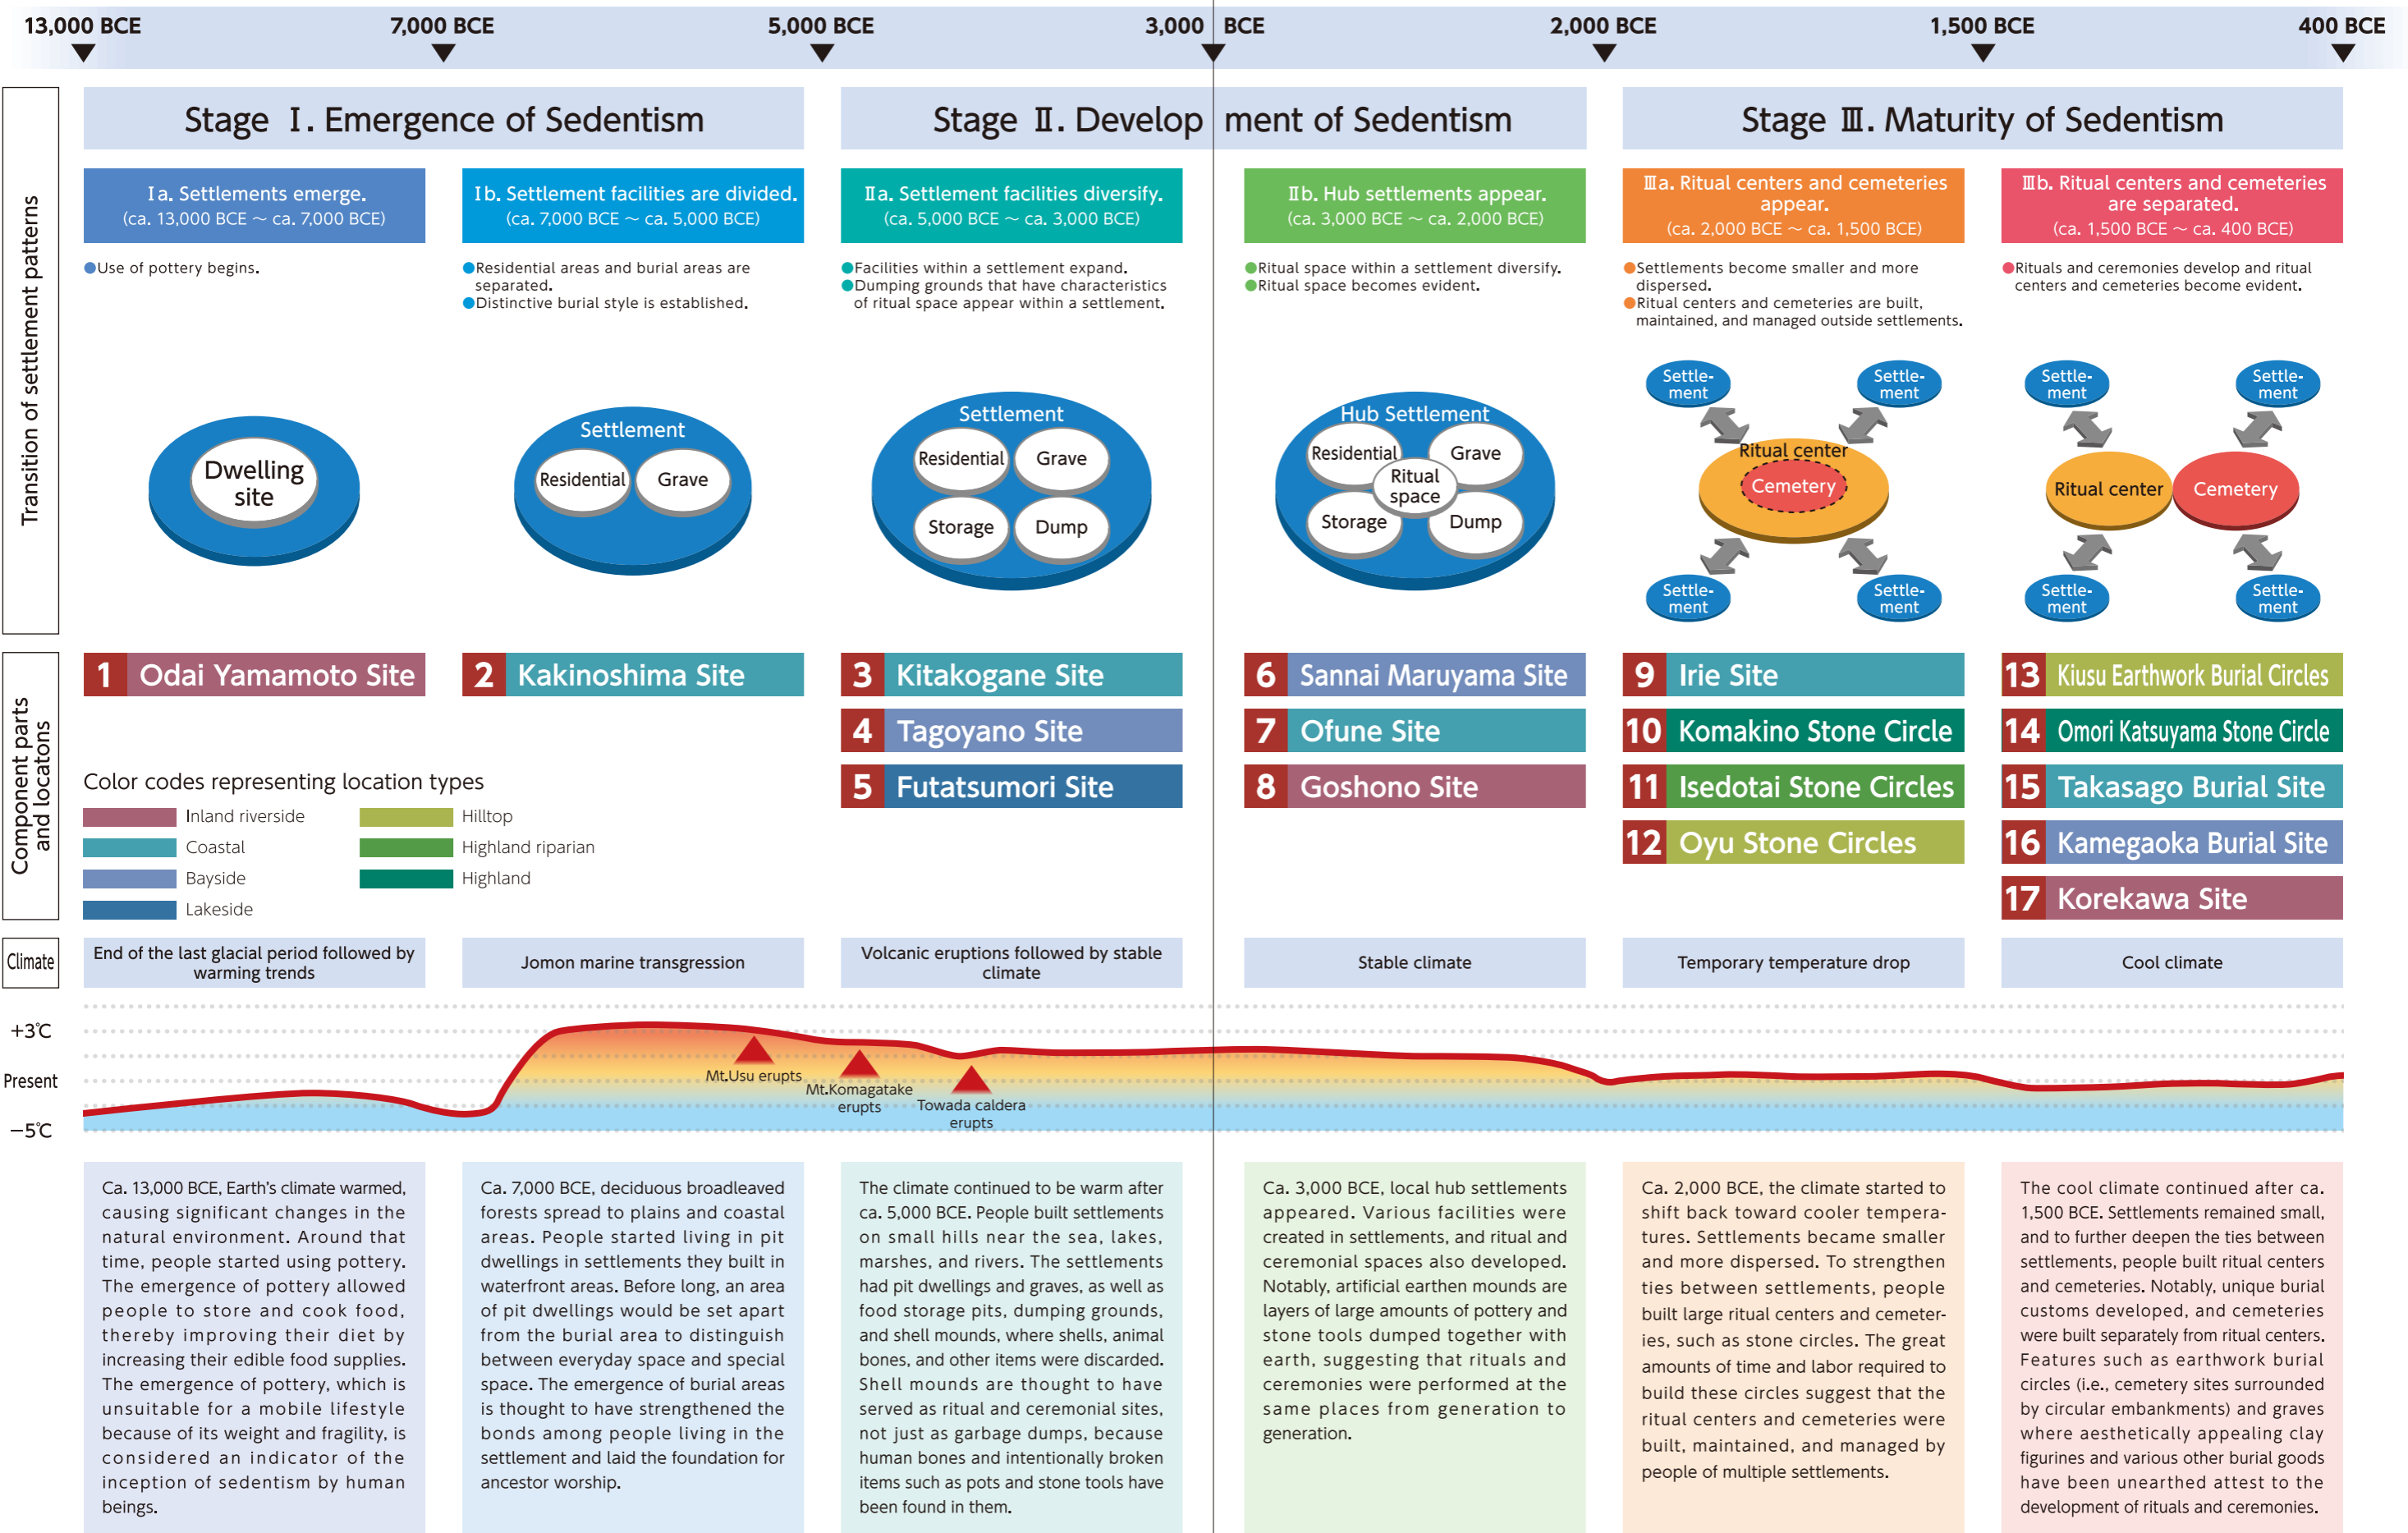 13,000 BCE
7,000 BCE
5,000 BCE
3,000 BCE
2,000 BCE
1,500 BCE
400 BCE
Transition of settlement patterns
Stage Ⅰ. Emergence of Sedentism
Stage Ⅱ. Development of Sedentism
Stage Ⅲ. Maturity of Sedentism
Ⅰa. Settlements emerge.
(ca. 13,000 BCE ～ ca. 7,000 BCE)
●Use of pottery begins.
Ⅰb. Settlement facilities are divided.
(ca. 7,000 BCE ～ ca. 5,000 BCE)
●Residential areas and burial areas are
separated.
●Distinctive burial style is established.
Ⅱa. Settlement facilities diversify.
(ca. 5,000 BCE ～ ca. 3,000 BCE)
●Facilities within a settlement expand.
●Dumping grounds that have characteristics
of ritual space appear within a settlement.
Ⅱb. Hub settlements appear.
(ca. 3,000 BCE ～ ca. 2,000 BCE)
●Ritual space within a settlement diversify.
●Ritual space becomes evident.
Ⅲa. Ritual centers and cemeteries
appear.
(ca. 2,000 BCE ～ ca. 1,500 BCE)
●Settlements become smaller and more
dispersed.
●Ritual centers and cemeteries are built,
maintained, and managed outside settlements.
Ⅲb. Ritual centers and cemeteries
are separated.
(ca. 1,500 BCE ～ ca. 400 BCE)
●Rituals and ceremonies develop and ritual
centers and cemeteries become evident.
Dwelling
site
Settlement
Residential
Grave
Settlement
Residential
Grave
Storage
Dump
Hub Settlement
Residential
Grave
Ritual
space
Storage
Dump
Settle-
ment
Settle-
ment
Ritual center
Cemetery
Settle-
ment
Settle-
ment
Settle-
ment
Settle-
ment
Ritual center
Cemetery
Settle-
ment
Settle-
ment
Component parts
and locatons
1 Odai Yamamoto Site
2 Kakinoshima Site
3 Kitakogane Site
4 Tagoyano Site
5 Futatsumori Site
6 Sannai Maruyama Site
7 Ofune Site
8 Goshono Site
9 Irie Site
10 Komakino Stone Circle
11 Isedotai Stone Circles
12 Oyu Stone Circles
13 Kiusu Earthwork Burial Circles
14 Omori Katsuyama Stone Circle
15 Takasago Burial Site
16 Kamegaoka Burial Site
17 Korekawa Site
Color codes representing location types
Inland riverside
Coastal
Bayside
Lakeside
Hilltop
Highland riparian
Highland
Climate
End of the last glacial period followed by
warming trends
Jomon marine transgression
Volcanic eruptions followed by stable
climate
Stable climate
Temporary temperature drop
Cool climate
+3℃
Present
−5℃
Mt.Usu erupts
Mt.Komagatake
erupts
Towada caldera
erupts
Ca. 13,000 BCE, Earth's climate warmed,
causing significant changes in the
natural environment. Around that
time, people started using pottery.
The emergence of pottery allowed
people to store and cook food,
thereby improving their diet by
increasing their edible food supplies.
The emergence of pottery, which is
unsuitable for a mobile lifestyle
because of its weight and fragility, is
considered an indicator of the
inception of sedentism by human
beings.
Ca. 7,000 BCE, deciduous broadleaved
forests spread to plains and coastal
areas. People started living in pit
dwellings in settlements they built in
waterfront areas. Before long, an area
of pit dwellings would be set apart
from the burial area to distinguish
between everyday space and special
space. The emergence of burial areas
is thought to have strengthened the
bonds among people living in the
settlement and laid the foundation for
ancestor worship.
The climate continued to be warm after
ca. 5,000 BCE. People built settlements
on small hills near the sea, lakes,
marshes, and rivers. The settlements
had pit dwellings and graves, as well as
food storage pits, dumping grounds,
and shell mounds, where shells, animal
bones, and other items were discarded.
Shell mounds are thought to have
served as ritual and ceremonial sites,
not just as garbage dumps, because
human bones and intentionally broken
items such as pots and stone tools have
been found in them.
Ca. 3,000 BCE, local hub settlements
appeared. Various facilities were
created in settlements, and ritual and
ceremonial spaces also developed.
Notably, artificial earthen mounds are
layers of large amounts of pottery and
stone tools dumped together with
earth, suggesting that rituals and
ceremonies were performed at the
same places from generation to
generation.
Ca. 2,000 BCE, the climate started to
shift back toward cooler tempera-
tures. Settlements became smaller
and more dispersed. To strengthen
ties between settlements, people
built large ritual centers and cemeter-
ies, such as stone circles. The great
amounts of time and labor required to
build these circles suggest that the
ritual centers and cemeteries were
built, maintained, and managed by
people of multiple settlements.
The cool climate continued after ca.
1,500 BCE. Settlements remained small,
and to further deepen the ties between
settlements, people built ritual centers
and cemeteries. Notably, unique burial
customs developed, and cemeteries
were built separately from ritual centers.
Features such as earthwork burial
circles (i.e., cemetery sites surrounded
by circular embankments) and graves
where aesthetically appealing clay
figurines and various other burial goods
have been unearthed attest to the
development of rituals and ceremonies.